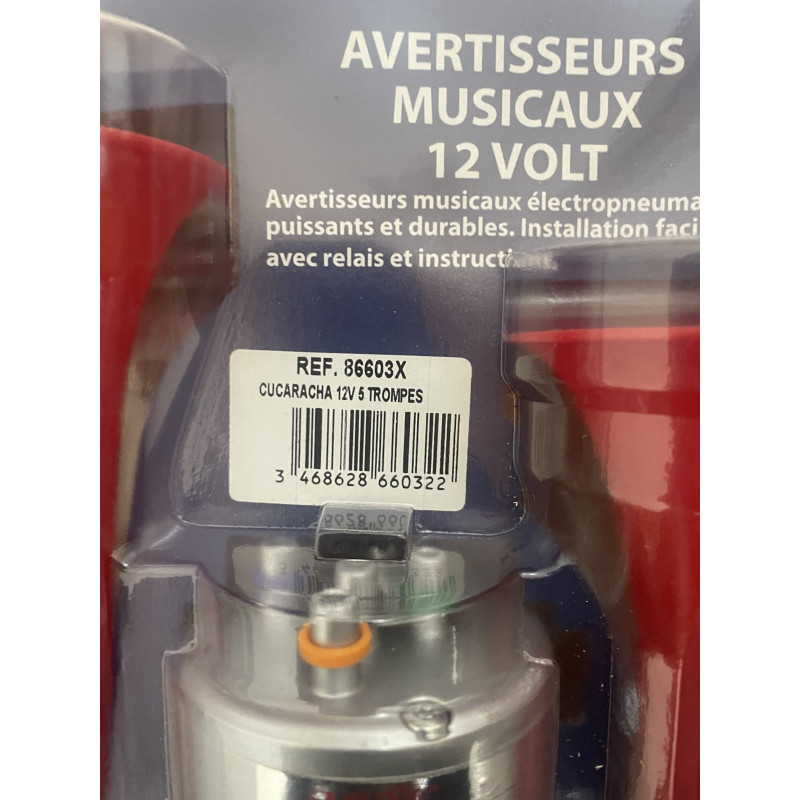 AVERTISSEURS
MUSICAUX
12 VOLT
Avertisseurs musicaux électropneuma
puissants et durables. Installation faci
avec relais et instruct
REF. 86603X
CUCARACHA 12V 5 TROMPES
3 468628 660322